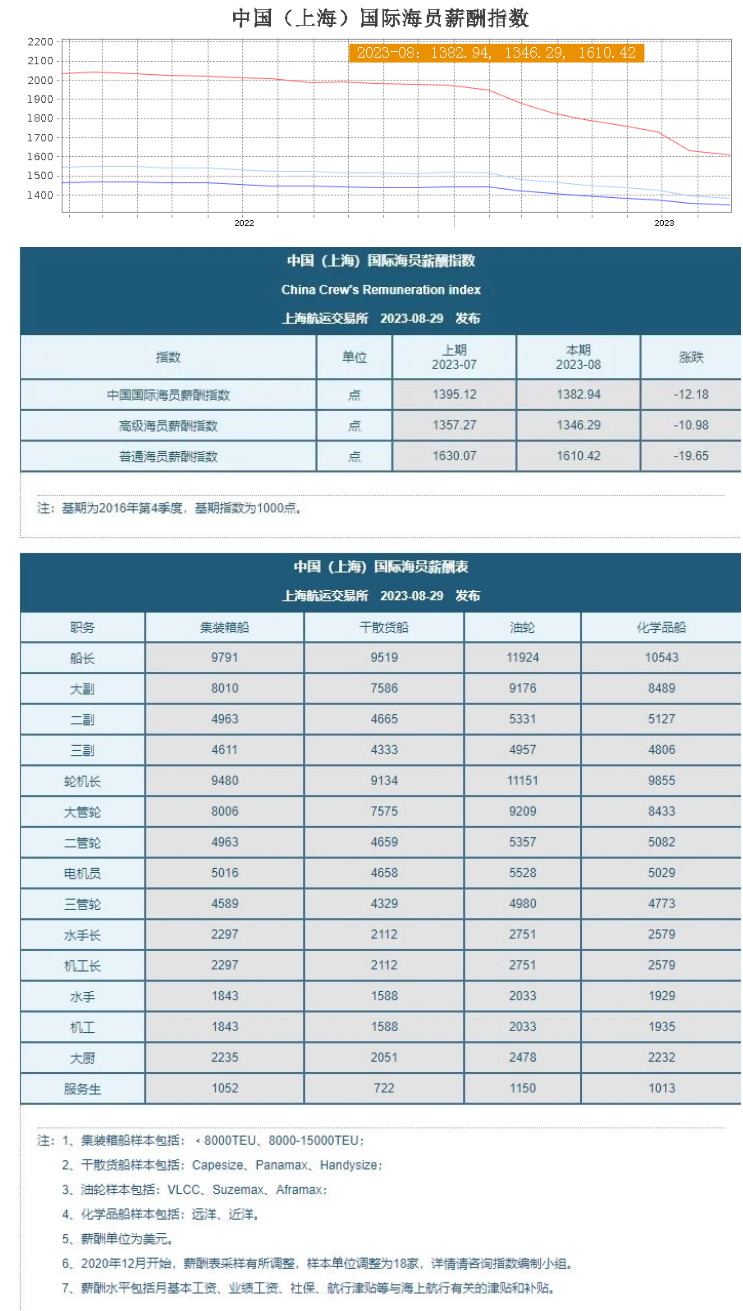 中国（上海）国际海员薪酬指数
2200
2023-08: 1382.94, 1346.29, 1610.42
2100
2000
1900
1800
1700
1600
1500
1400
2022 2023
中国（上海）国际海员薪酬指数
China Crew's Remuneration index
上海航运交易所 2023-08-29 发布
指数 单位 上期 2023-07 本期 2023-08 涨跌
中国国际海员薪酬指数 点 1395.12 1382.94 -12.18
高级海员薪酬指数 点 1357.27 1346.29 -10.98
普通海员薪酬指数 点 1630.07 1610.42 -19.65
注：基期为2016年第4季度，基期指数为1000点。
中国（上海）国际海员薪酬表
上海航运交易所 2023-08-29 发布
职务 集装箱船 干散货船 油轮 化学品船
船长 9791 9519 11924 10543
大副 8010 7586 9176 8489
二副 4963 4665 5331 5127
三副 4611 4333 4957 4806
轮机长 9480 9134 11151 9855
大管轮 8006 7575 9209 8433
二管轮 4963 4659 5357 5082
电机员 5016 4658 5528 5029
三管轮 4589 4329 4980 4773
水手长 2297 2112 2751 2579
机工长 2297 2112 2751 2579
水手 1843 1588 2033 1929
机工 1843 1588 2033 1935
大厨 2235 2051 2478 2232
服务生 1052 722 1150 1013
注：1、集装箱船样本包括：﹤8000TEU、8000-15000TEU；
2、干散货船样本包括：Capesize、Panamax、Handysize；
3、油轮样本包括：VLCC、Suzemax、Aframax；
4、化学品船样本包括：远洋、近洋。
5、薪酬单位为美元。
6、2020年12月开始，薪酬表采样有所调整，样本单位调整为18家，详情请咨询指数编制小组。
7、薪酬水平包括月基本工资、业绩工资、社保、航行津贴等与海上航行有关的津贴和补贴。